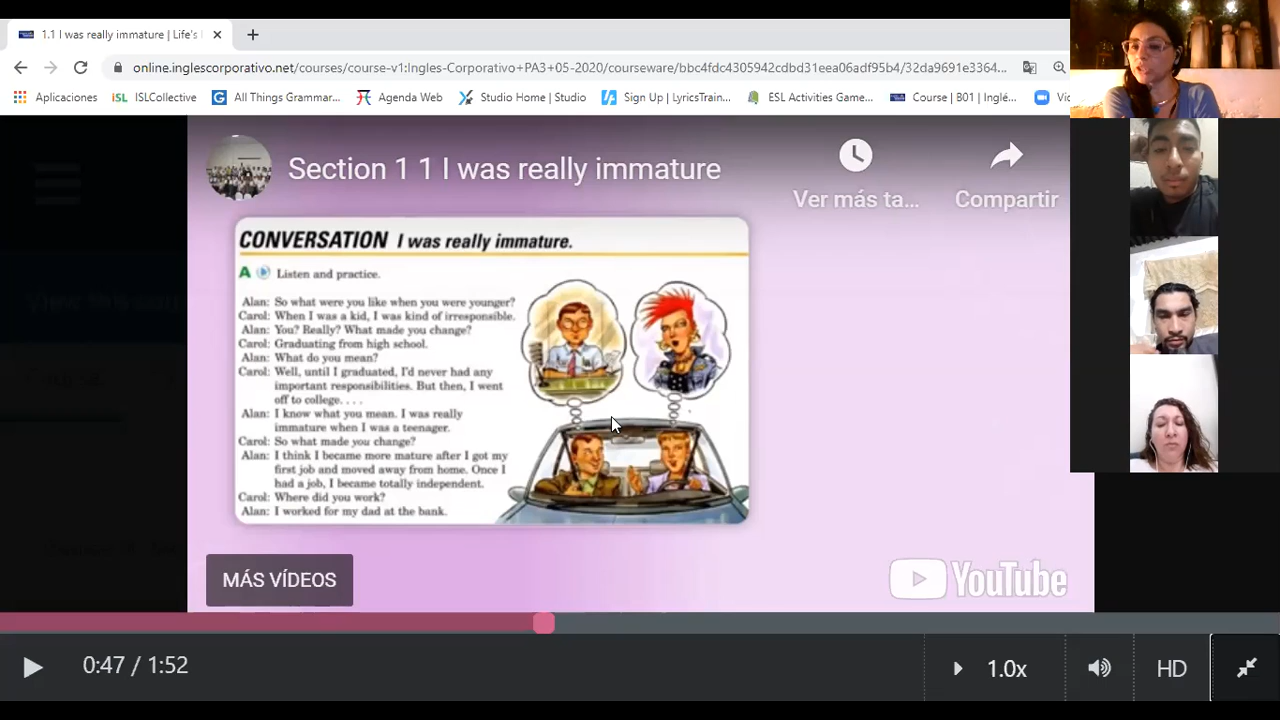 1.1 I was really immature | Life's
online.inglescorporativo.net/courses/course-v1:Ingles-Corporativo+PA3+05-2020/courseware/bbc4fdc4305942cdbd31eea06adf95b4/32da9691e3364...
Aplicaciones iSL ISLCollective All Things Grammar... Agenda Web Studio Home | Studio Sign Up | LyricsTrain... ESL Activities Game... Course | B01 | Inglé...
Section 1 1 I was really immature
Ver más ta... Compartir
CONVERSATION I was really immature.
A Listen and practice.
Alan: So what were you like when you were younger?
Carol: When I was a kid, I was kind of irresponsible.
Alan: You? Really? What made you change?
Carol: Graduating from high school.
Alan: What do you mean?
Carol: Well, until I graduated, I'd never had any
important responsibilities. But then, I went
off to college. . . .
Alan: I know what you mean. I was really
immature when I was a teenager.
Carol: So what made you change?
Alan: I think I became more mature after I got my
first job and moved away from home. Once I
had a job, I became totally independent.
Carol: Where did you work?
Alan: I worked for my dad at the bank.
MÁS VÍDEOS
YouTube
0:47 / 1:52 1.0x HD